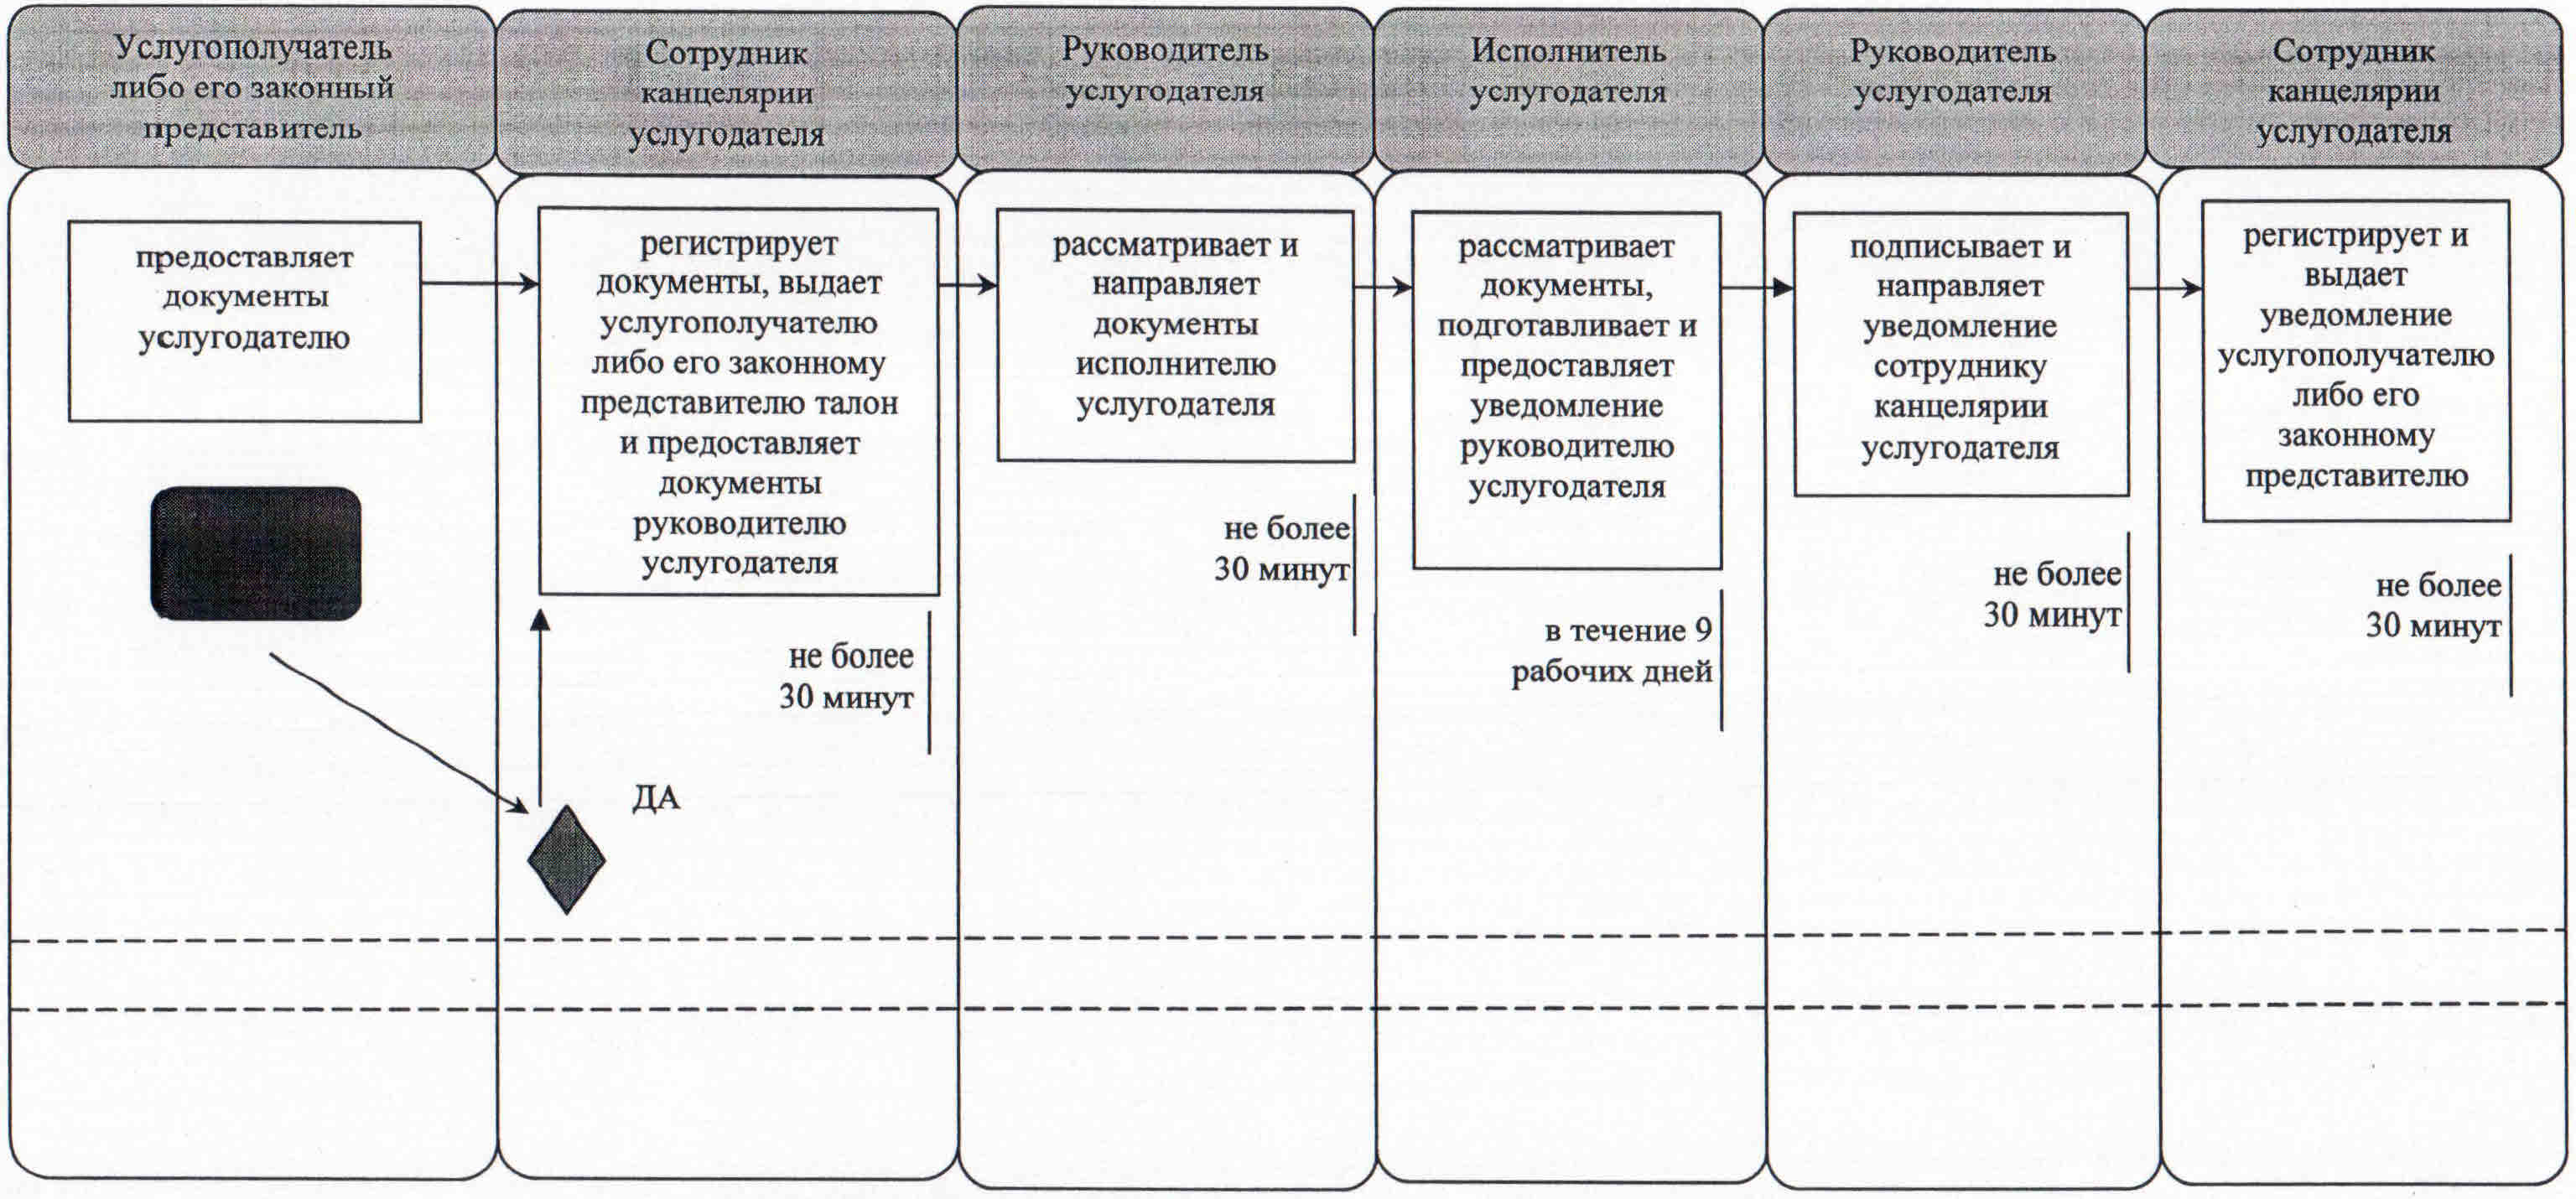 Услугополучатель
либо его законный
представитель
Сотрудник
канцелярии
услугодателя
Руководитель
услугодателя
Исполнитель
услугодателя
Руководитель
услугодателя
Сотрудник
канцелярии
услугодателя
предоставляет
документы
услугодателю
регистрирует
документы, выдает
услугополучателю
либо его законному
представителю талон
и предоставляет
документы
руководителю
услугодателя
не более
30 минут
ДА
рассматривает и
направляет
документы
исполнителю
услугодателя
не более
30 минут
рассматривает
документы,
подготавливает и
предоставляет
уведомление
руководителю
услугодателя
в течение 9
рабочих дней
подписывает и
направляет
уведомление
сотруднику
канцелярии
услугодателя
не более
30 минут
регистрирует и
выдает
уведомление
услугополучателю
либо его
законному
представителю
не более
30 минут